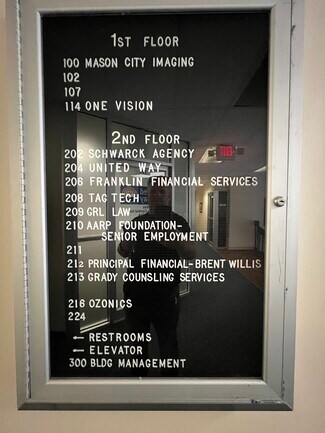 1ST FLOOR
100 MASON CITY IMAGING
102
107
114 ONE VISION
2ND FLOOR
202 SCHWARCK AGENCY
204 UNITED WAY
206 FRANKLIN FINANCIAL SERVICES
208 TAG TECH
209 GRL LAW
210 AARP FOUNDATION-
SENIOR EMPLOYMENT
211
212 PRINCIPAL FINANCIAL-BRENT WILLIS
213 GRADY COUNSLING SERVICES
216 OZONICS
224
← RESTROOMS
← ELEVATOR
300 BLDG MANAGEMENT